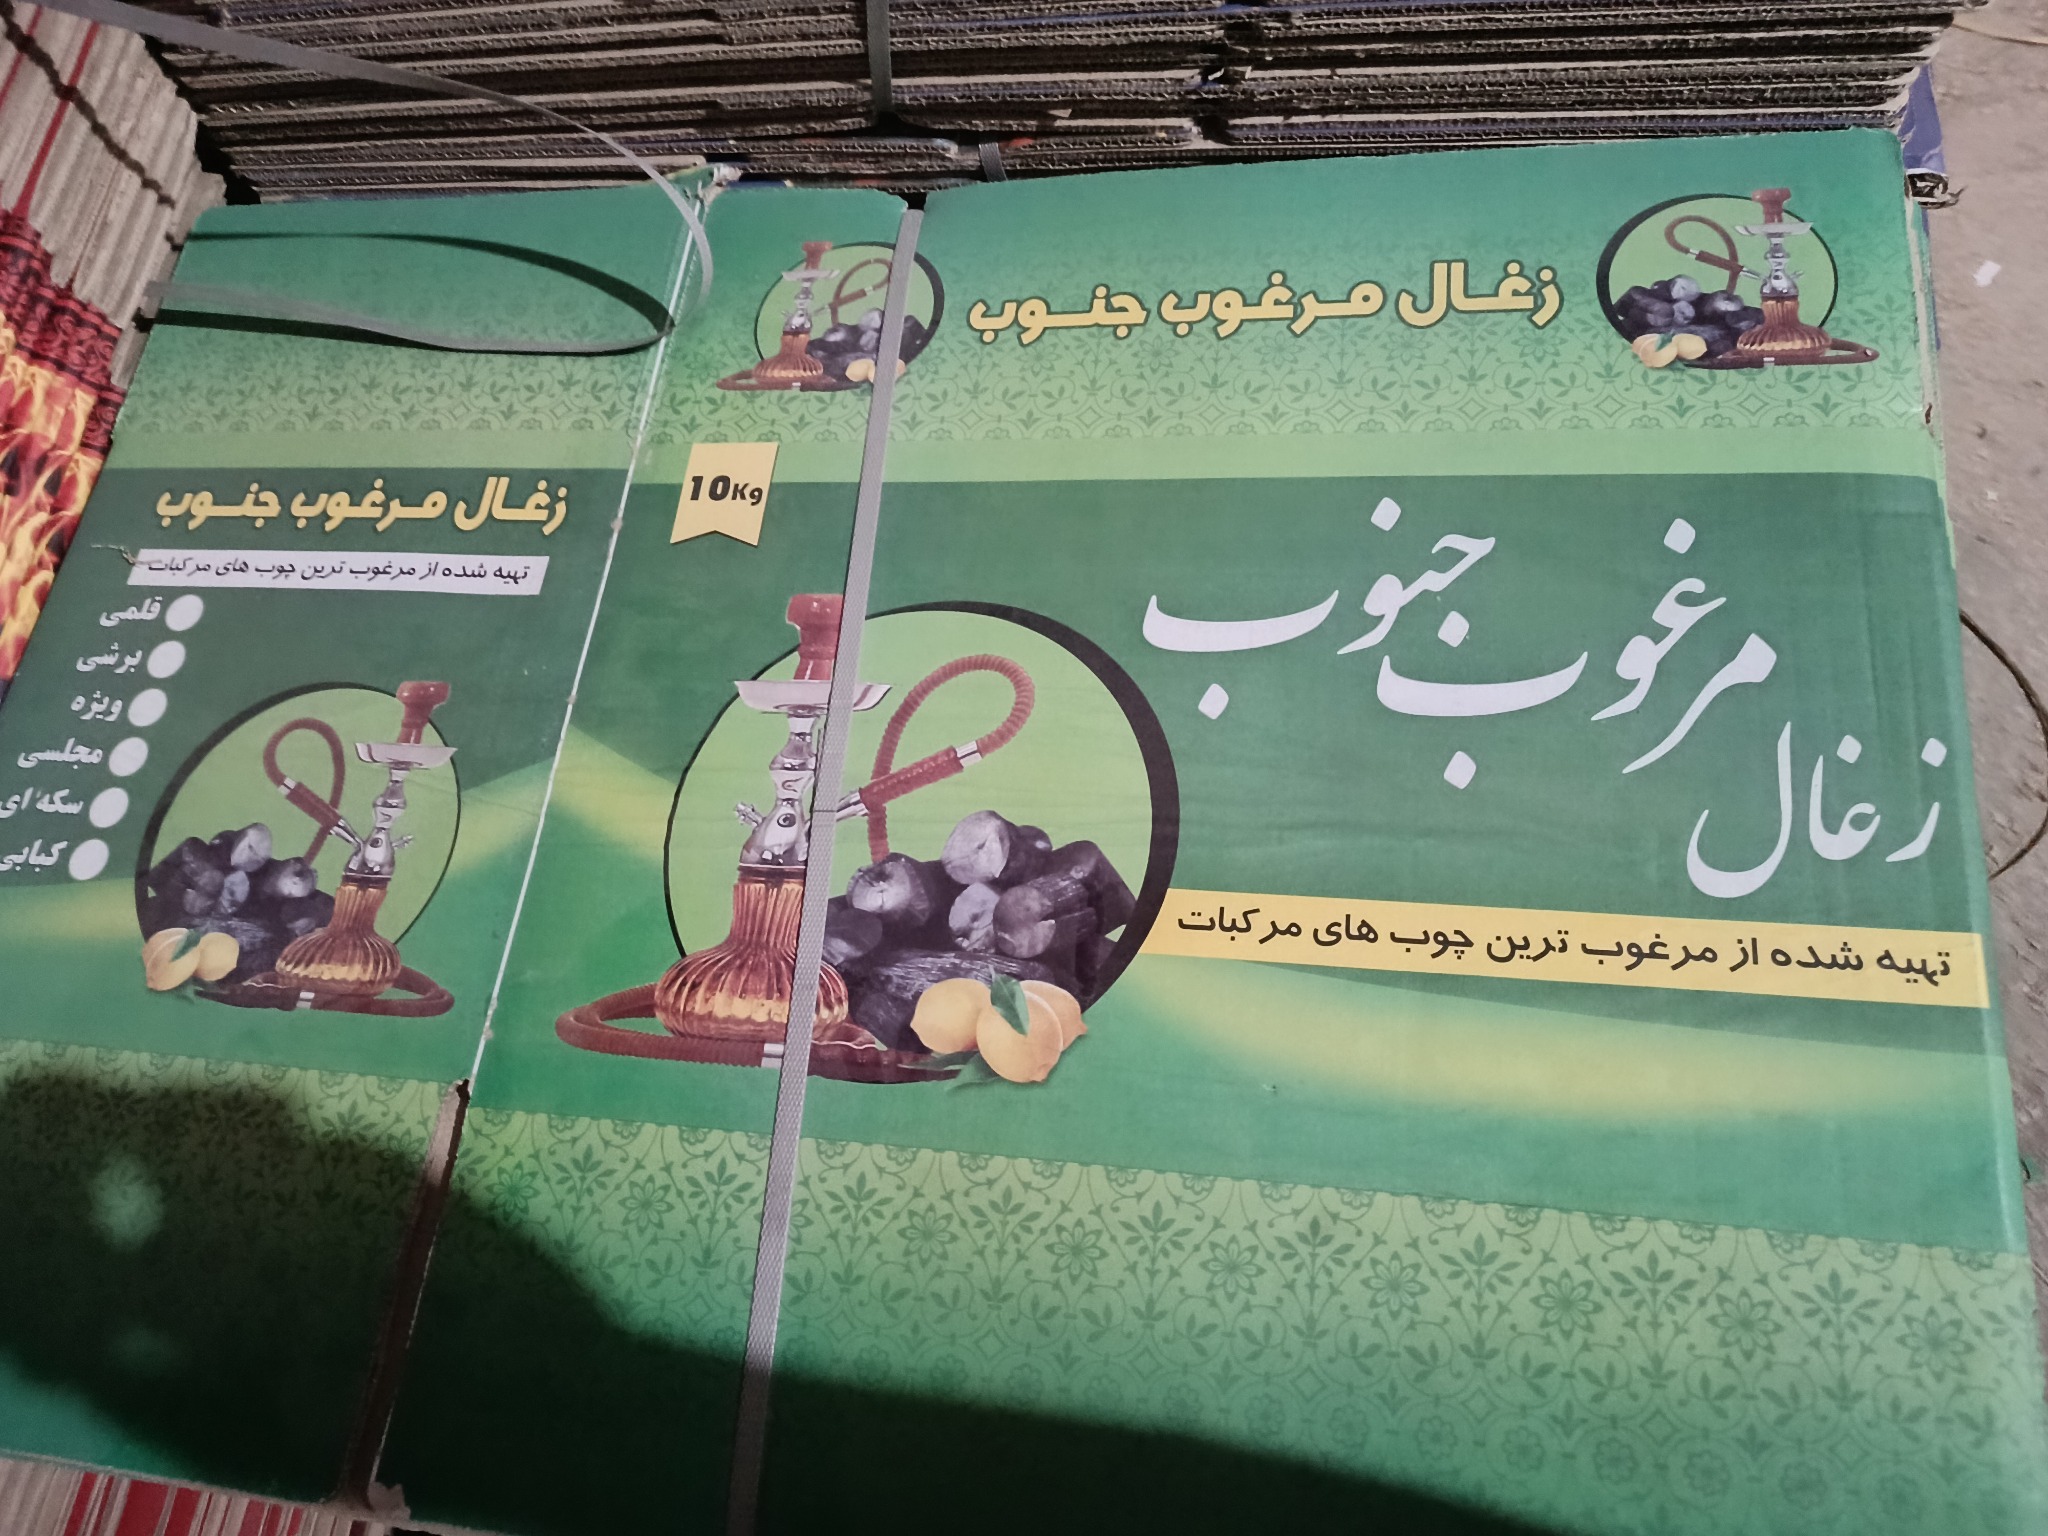 زغال مرغوب جنوب
زغال مرغوب جنوب
تهیه شده از مرغوب ترین چوب های مرکبات
10Kg
زغال مرغوب جنوب
تهیه شده از مرغوب ترین چوب های مرکبات
قلمی
برشی
ویژه
مجلسی
سکه ای
کبابی